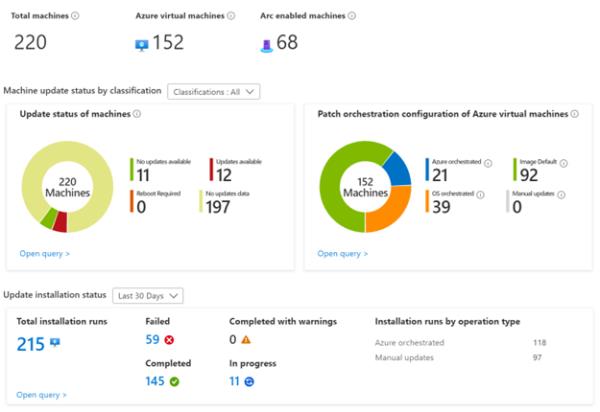 Total machines
Azure virtual machines
Arc enabled machines
220
152
68
Machine update status by classification
Classifications : All
Update status of machines
220
Machines
No updates available
11
Updates available
12
Reboot Required
0
No updates data
197
Open query >
Patch orchestration configuration of Azure virtual machines
152
Machines
Azure orchestrated
21
Image Default
92
OS orchestrated
39
Manual updates
0
Open query >
Update installation status
Last 30 Days
Total installation runs
215
Failed
59
Completed with warnings
0
Completed
145
In progress
11
Installation runs by operation type
Azure orchestrated 118
Manual updates 97
Open query >